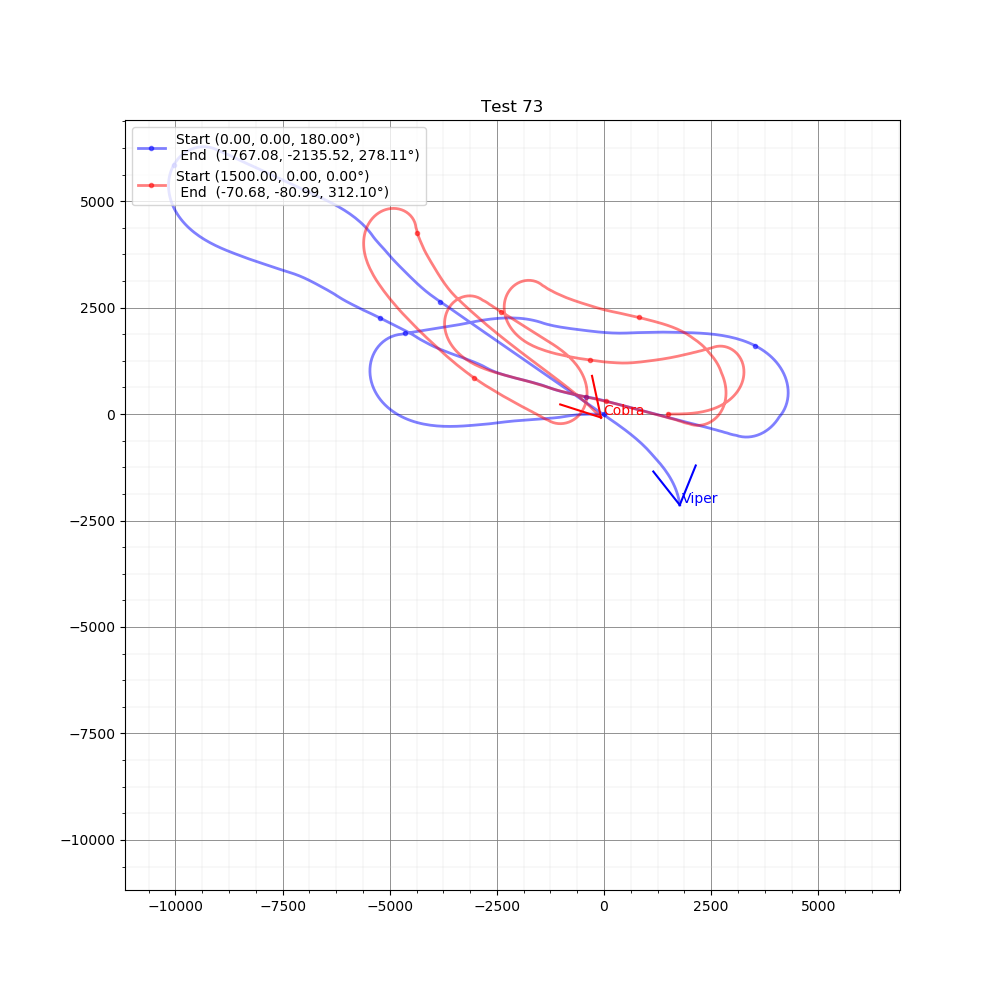 Test 73
Start (0.00, 0.00, 180.00°)
End  (1767.08, -2135.52, 278.11°)
Start (1500.00, 0.00, 0.00°)
End  (-70.68, -80.99, 312.10°)
5000
2500
0
−2500
−5000
−7500
−10000
Cobra
Viper
−10000
−7500
−5000
−2500
0
2500
5000